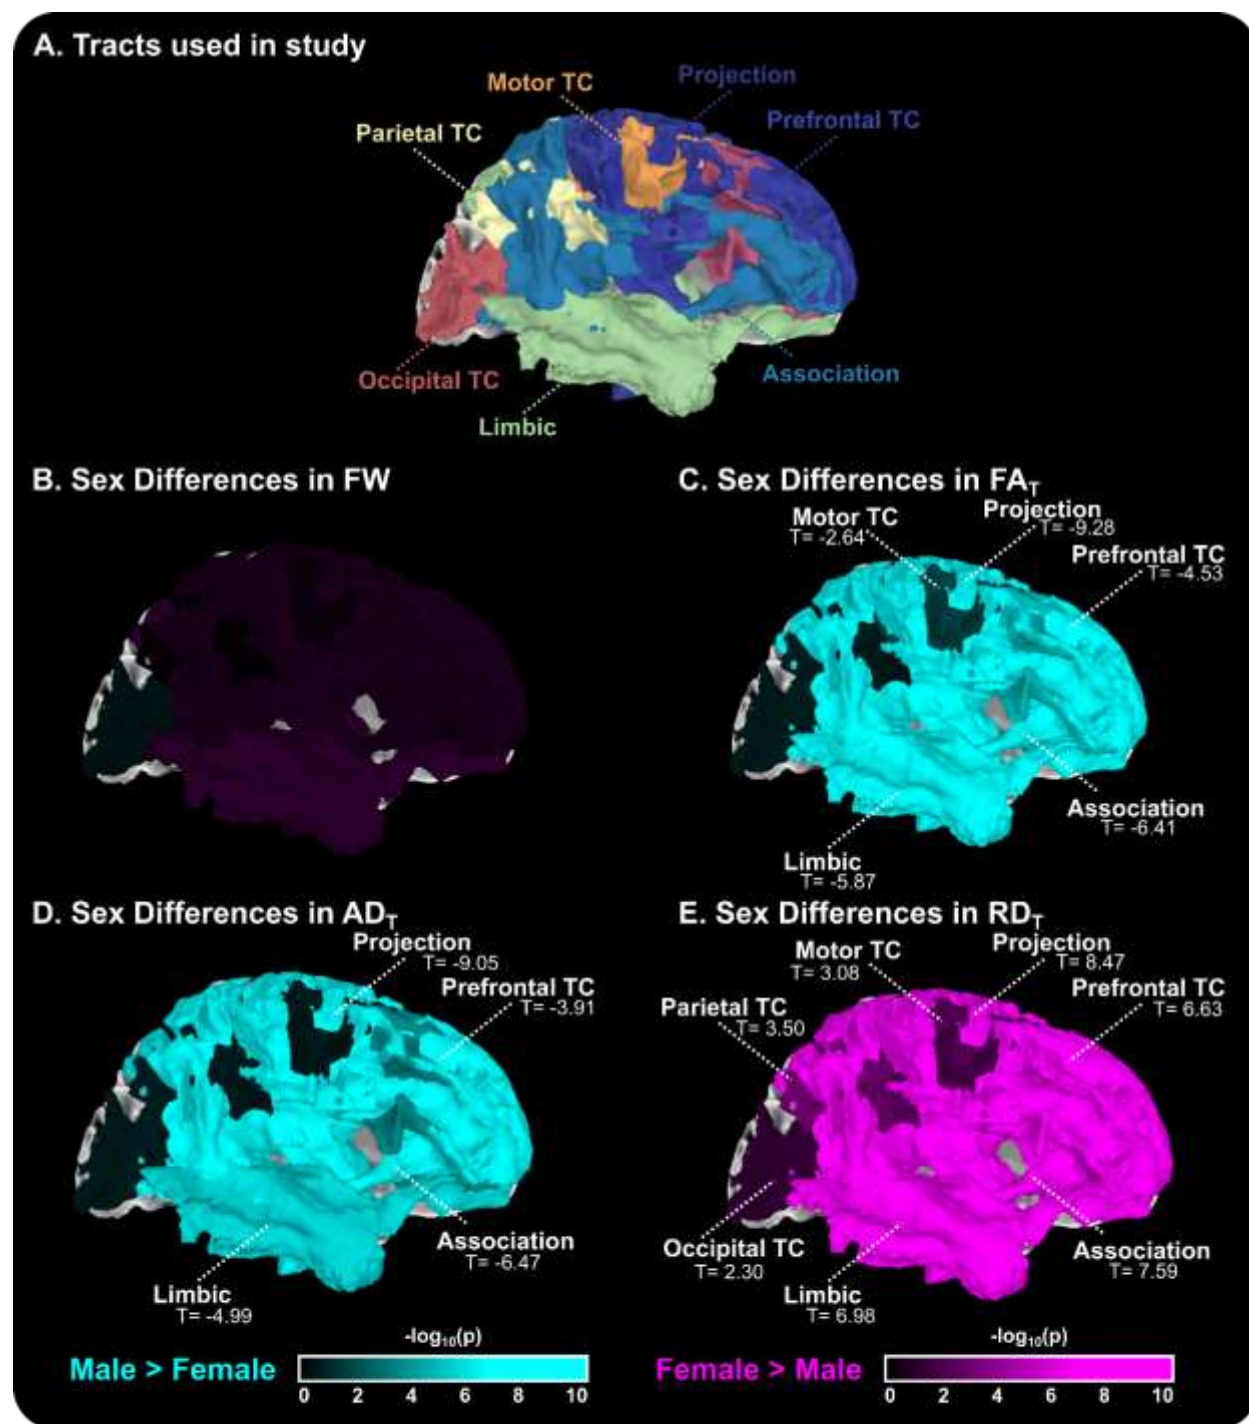 A. Tracts used in study
Motor TC
Projection
Prefrontal TC
Parietal TC
Occipital TC
Association
Limbic
B. Sex Differences in FW
C. Sex Differences in FA_T
Motor TC
T= -2.64
Projection
T= -9.28
Prefrontal TC
T= -4.53
Association
T= -6.41
Limbic
T= -5.87
D. Sex Differences in AD_T
Projection
T= -9.05
Prefrontal TC
T= -3.91
Association
T= -6.47
Limbic
T= -4.99
E. Sex Differences in RD_T
Motor TC
T= 3.08
Projection
T= 8.47
Prefrontal TC
T= 6.63
Parietal TC
T= 3.50
Occipital TC
T= 2.30
Association
T= 7.59
Limbic
T= 6.98
-log₁₀(p)
Male > Female
0 2 4 6 8 10
-log₁₀(p)
Female > Male
0 2 4 6 8 10